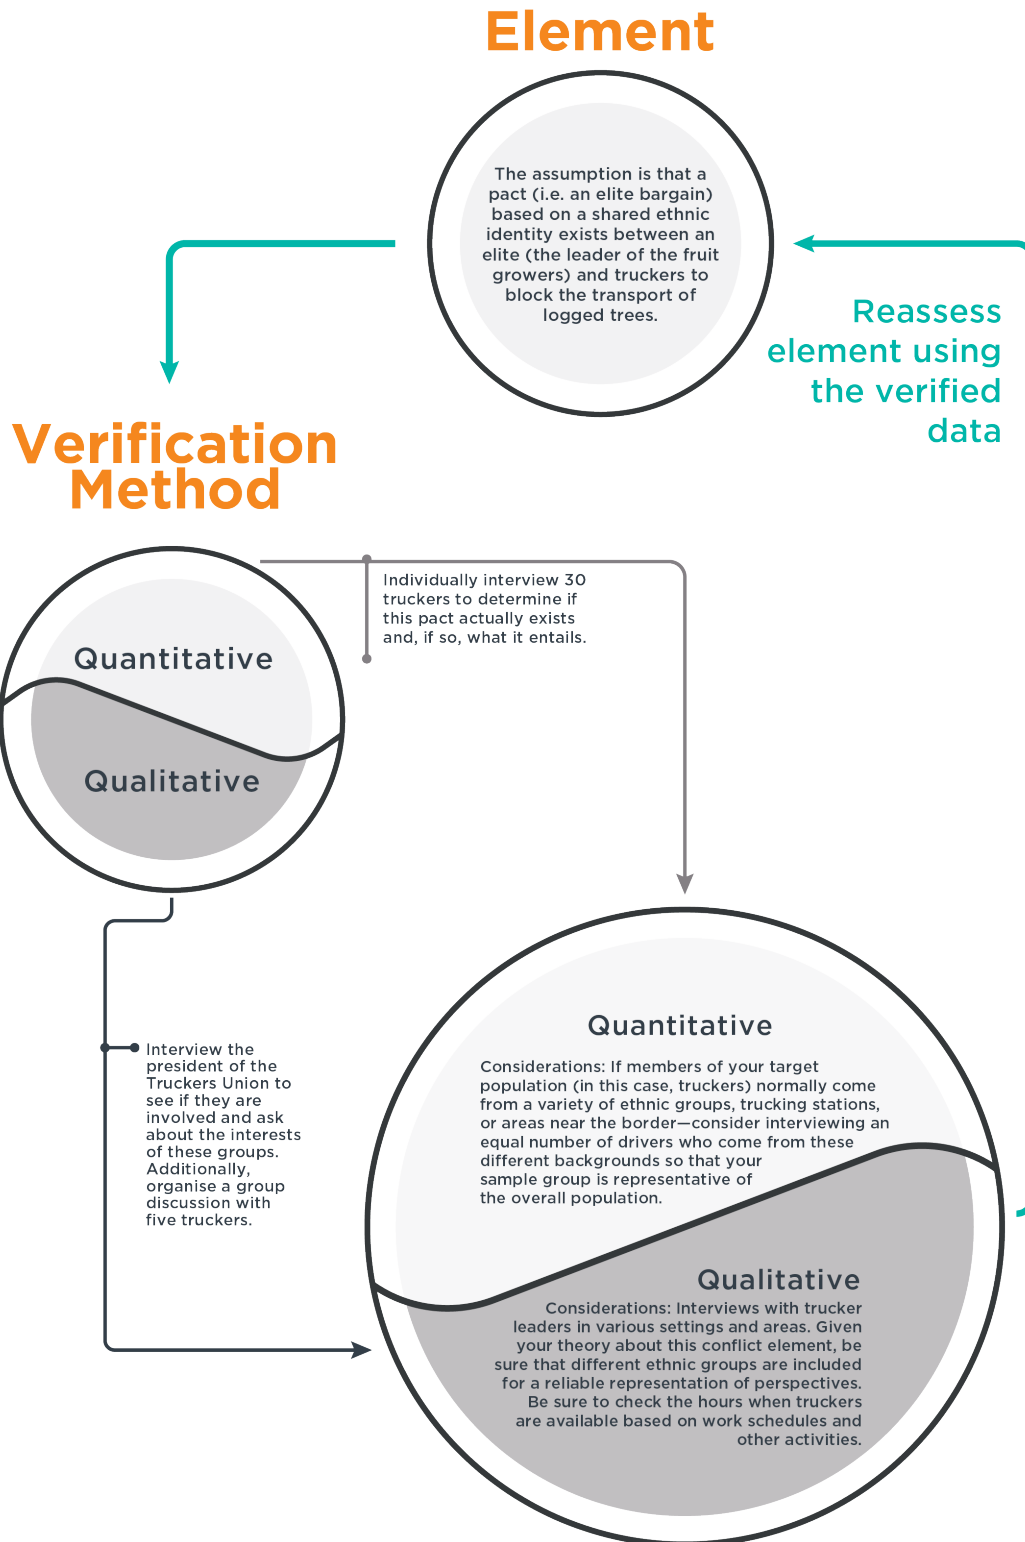 Element
The assumption is that a
pact (i.e. an elite bargain)
based on a shared ethnic
identity exists between an
elite (the leader of the fruit
growers) and truckers to
block the transport of
logged trees.
Reassess
element using
the verified
data
Verification
Method
Quantitative
Qualitative
Individually interview 30
truckers to determine if
this pact actually exists
and, if so, what it entails.
Interview the
president of the
Truckers Union to
see if they are
involved and ask
about the interests
of these groups.
Additionally,
organise a group
discussion with
five truckers.
Quantitative
Considerations: If members of your target
population (in this case, truckers) normally come
from a variety of ethnic groups, trucking stations,
or areas near the border—consider interviewing an
equal number of drivers who come from these
different backgrounds so that your
sample group is representative of
the overall population.
Qualitative
Considerations: Interviews with trucker
leaders in various settings and areas. Given
your theory about this conflict element, be
sure that different ethnic groups are included
for a reliable representation of perspectives.
Be sure to check the hours when truckers
are available based on work schedules and
other activities.